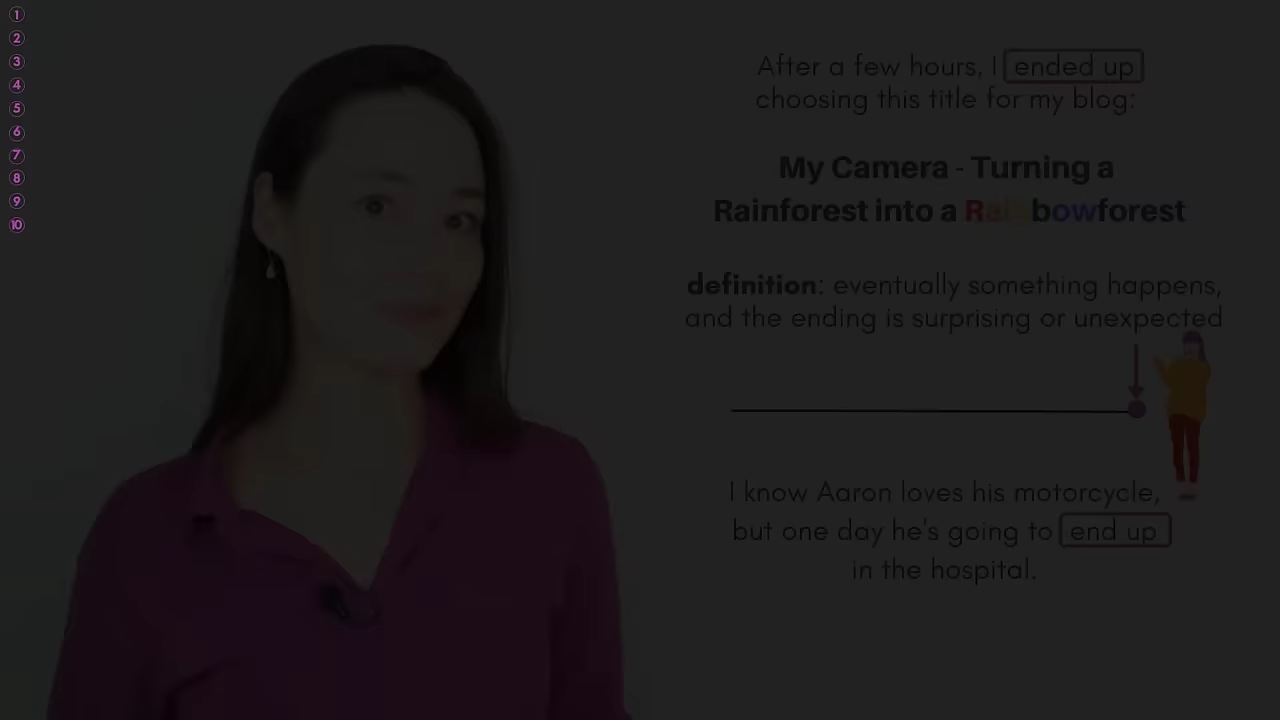 ①
②
③
④
⑤
⑥
⑦
⑧
⑨
⑩
After a few hours, I ended up
choosing this title for my blog:
My Camera - Turning a
Rainforest into a Rainbowforest
definition: eventually something happens,
and the ending is surprising or unexpected
I know Aaron loves his motorcycle,
but one day he's going to end up
in the hospital.